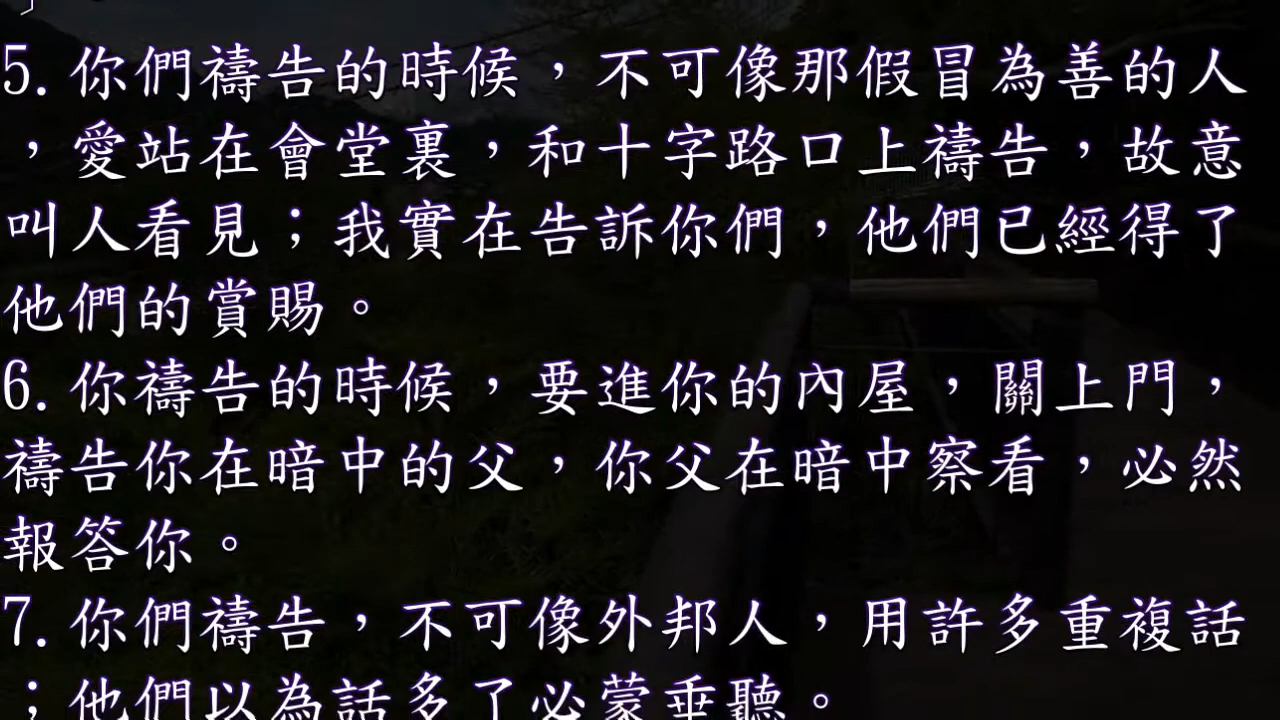 5.你們禱告的時候，不可像那假冒為善的人
，愛站在會堂裏，和十字路口上禱告，故意
叫人看見；我實在告訴你們，他們已經得了
他們的賞賜。
6.你禱告的時候，要進你的內屋，關上門，
禱告你在暗中的父，你父在暗中察看，必然
報答你。
7.你們禱告，不可像外邦人，用許多重複話
；他們以為話多了必蒙垂聽。